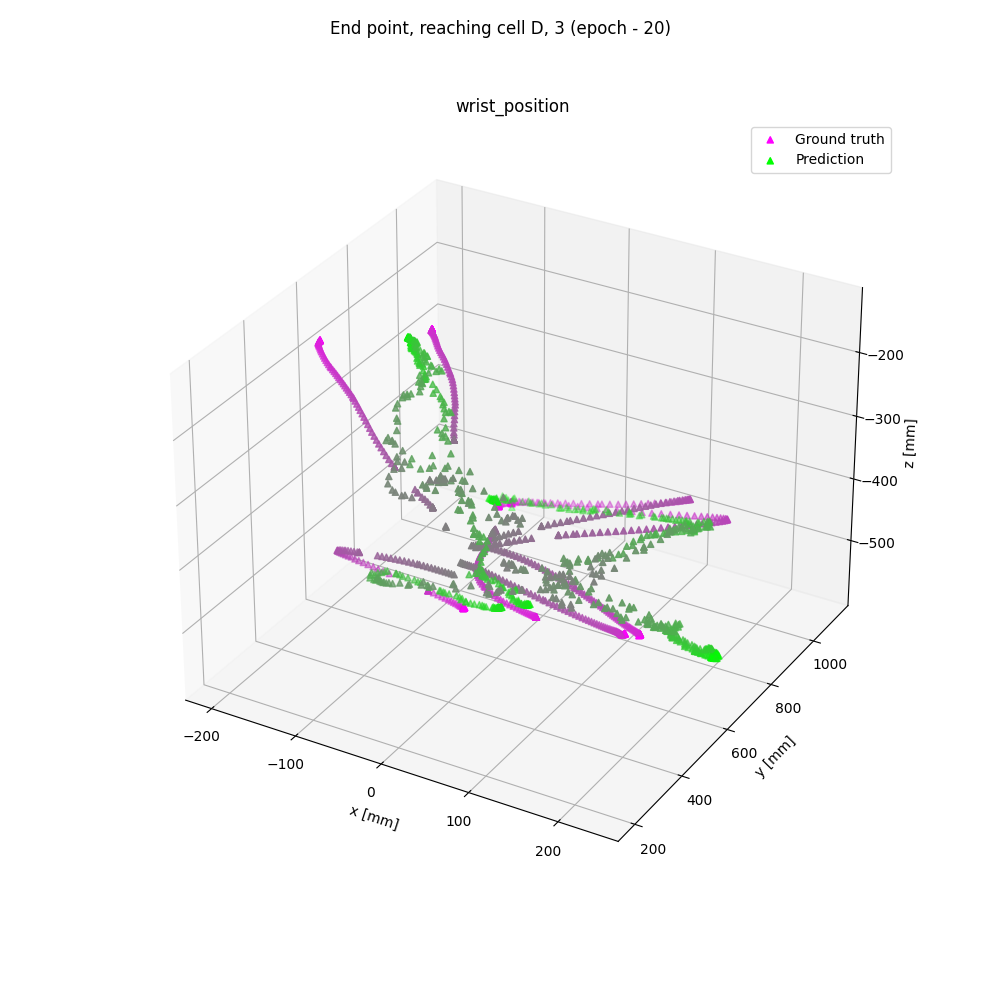 End point, reaching cell D, 3 (epoch - 20)
wrist_position
Ground truth
Prediction
−200
−300
−400
−500
z [mm]
1000
800
600
400
200
y [mm]
−200
−100
0
100
200
x [mm]